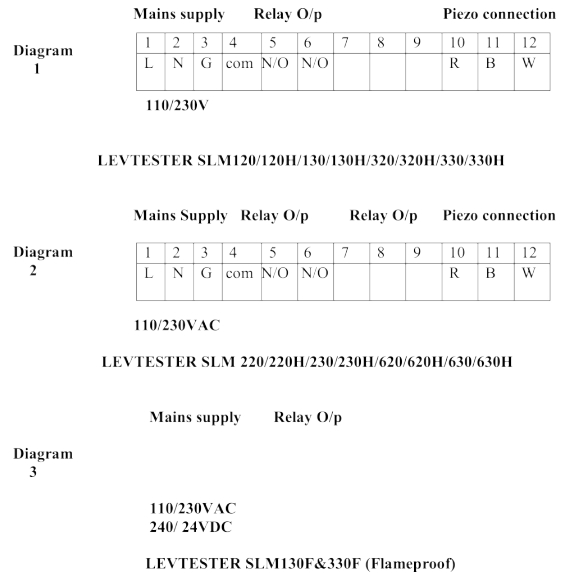 Mains supply Relay O/p Piezo connection
Diagram
1
1 2 3 4 5 6 7 8 9 10 11 12
L N G com N/O N/O R B W
110/230V
LEVTESTER SLM120/120H/130/130H/320/320H/330/330H
Mains Supply Relay O/p Relay O/p Piezo connection
Diagram
2
1 2 3 4 5 6 7 8 9 10 11 12
L N G com N/O N/O R B W
110/230VAC
LEVTESTER SLM 220/220H/230/230H/620/620H/630/630H
Mains supply Relay O/p
Diagram
3
110/230VAC
240/ 24VDC
LEVTESTER SLM130F&330F (Flameproof)